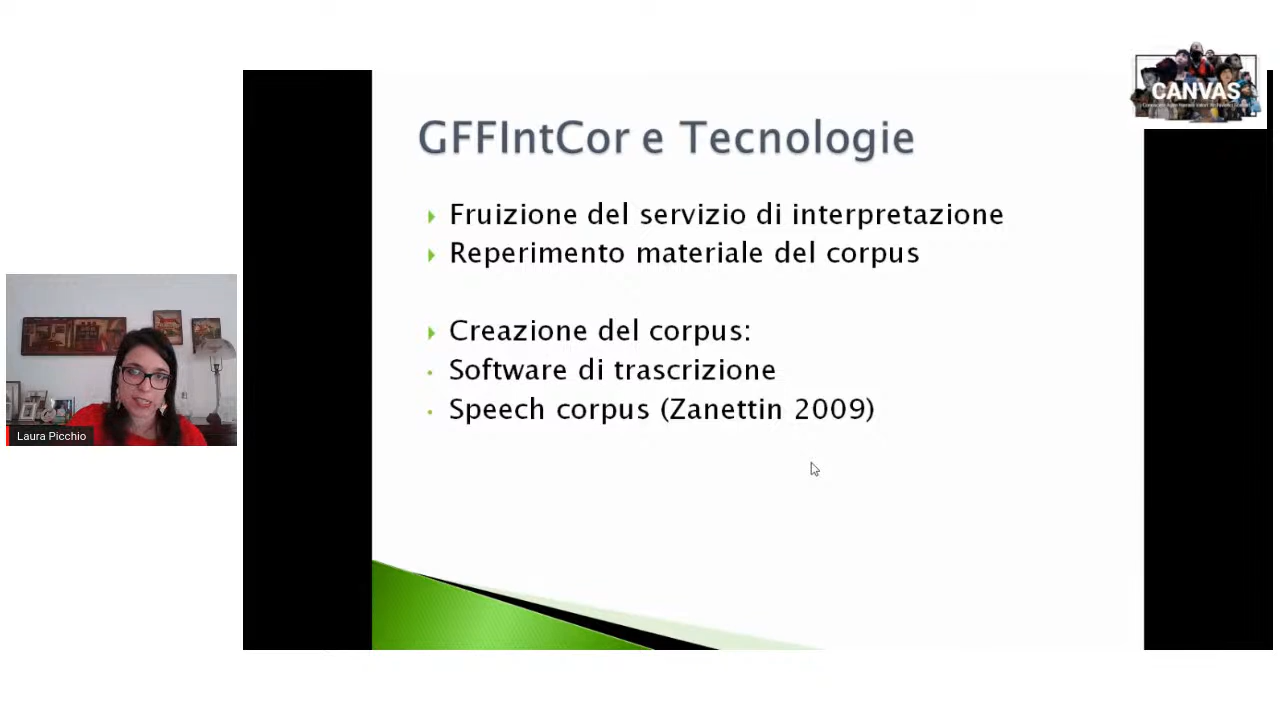 CANVAS
GFFIntCor e Tecnologie
Fruizione del servizio di interpretazione
Reperimento materiale del corpus
Creazione del corpus:
Software di trascrizione
Speech corpus (Zanettin 2009)
Laura Picchio